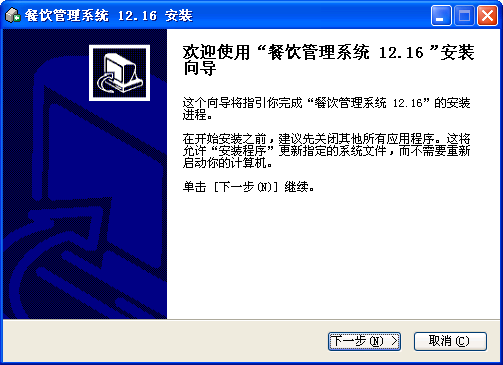 餐饮管理系统 12.16 安装
欢迎使用“餐饮管理系统 12.16 ”安装
向导
这个向导将指引你完成“餐饮管理系统 12.16”的安装
进程。
在开始安装之前，建议先关闭其他所有应用程序。这将
允许“安装程序”更新指定的系统文件，而不需要重新
启动你的计算机。
单击 [下一步(N)] 继续。
下一步(N) >
取消(C)